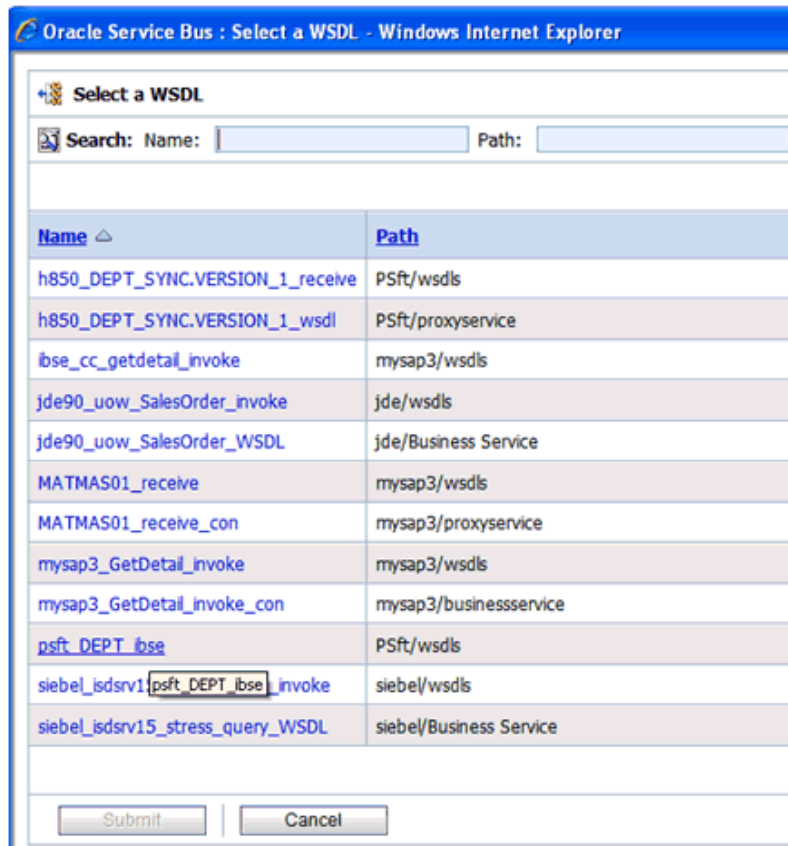 Oracle Service Bus : Select a WSDL - Windows Internet Explorer
Select a WSDL
Search: Name: Path:
Name Path
h850_DEPT_SYNC.VERSION_1_receive PSft/wsdls
h850_DEPT_SYNC.VERSION_1_wsdl PSft/proxyservice
ibse_cc_getdetail_invoke mysap3/wsdls
jde90_uow_SalesOrder_invoke jde/wsdls
jde90_uow_SalesOrder_WSDL jde/Business Service
MATMAS01_receive mysap3/wsdls
MATMAS01_receive_con mysap3/proxyservice
mysap3_GetDetail_invoke mysap3/wsdls
mysap3_GetDetail_invoke_con mysap3/businessservice
psft_DEPT_ibse PSft/wsdls
siebel_isdsrv1 psft_DEPT_ibse _invoke siebel/wsdls
siebel_isdsrv15_stress_query_WSDL siebel/Business Service
Submit Cancel